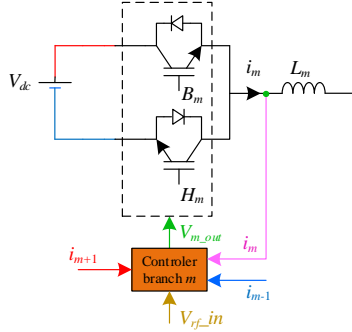 i_m
L_m
V_dc
B_m
H_m
V_m_out
i_m+1
i_m
Controler
branch m
i_m-1
V_rf_in